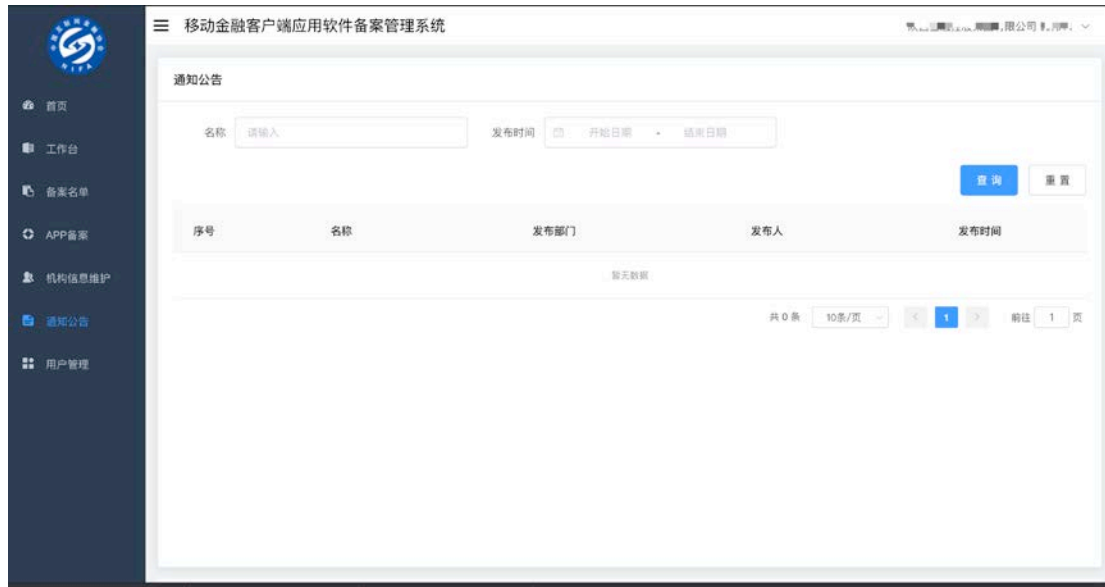 NIFA
移动金融客户端应用软件备案管理系统
限公司
首页
工作台
备案名单
APP备案
机构信息维护
通知公告
用户管理
通知公告
名称 请输入 发布时间 开始日期 - 结束日期
查询 重置
序号 名称 发布部门 发布人 发布时间
暂无数据
共 0 条 10条/页 1 前往 1 页